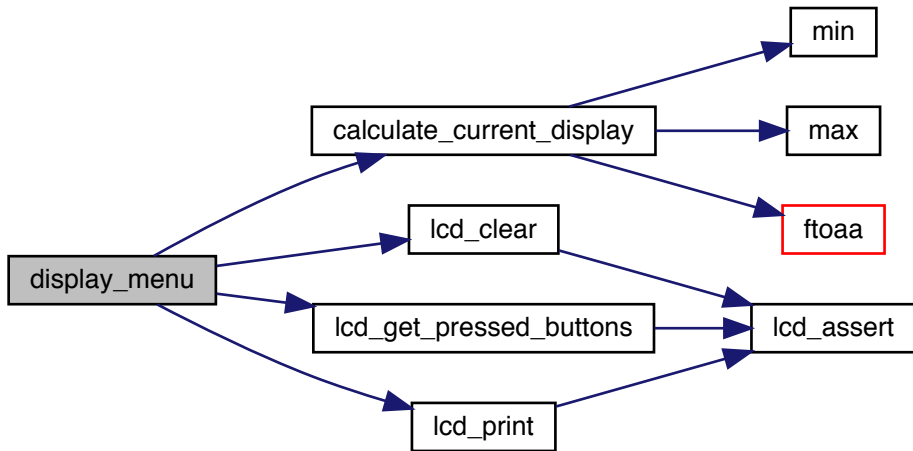 min
calculate_current_display
max
lcd_clear
ftoaa
display_menu
lcd_get_pressed_buttons
lcd_assert
lcd_print